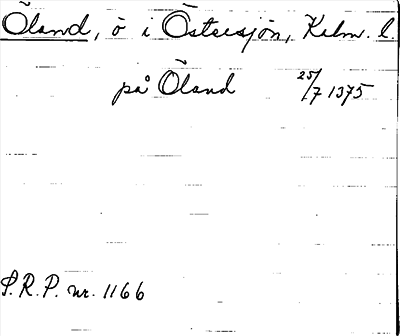 Öland, ö i Östersjön, Kalm. l.
på Öland 25/7 1375
S.R.P. nr. 1166